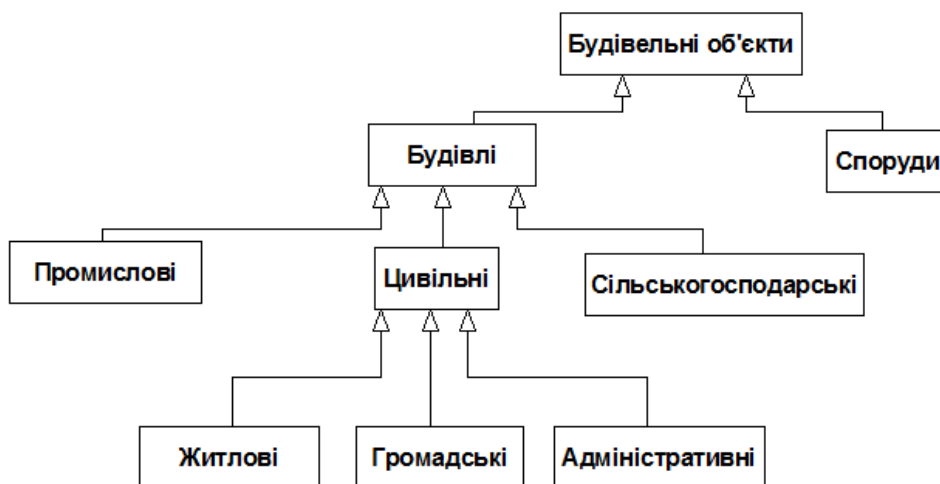 Будівельні об'єкти
Будівлі
Споруди
Промислові
Цивільні
Сільськогосподарські
Житлові
Громадські
Адміністративні